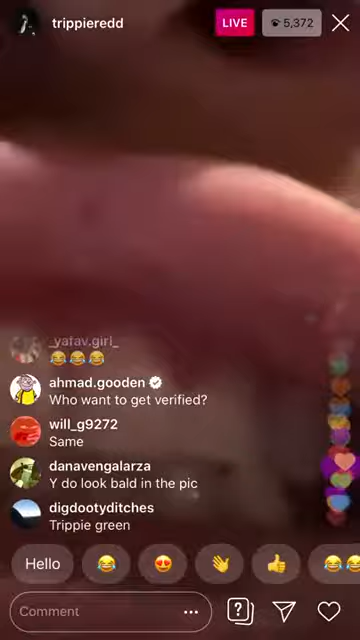 trippieredd
LIVE
5,372
_yafav.girl_
😂😂😂
ahmad.gooden
Who want to get verified?
will_g9272
Same
danavengalarza
Y do look bald in the pic
digdootyditches
Trippie green
Hello
Comment